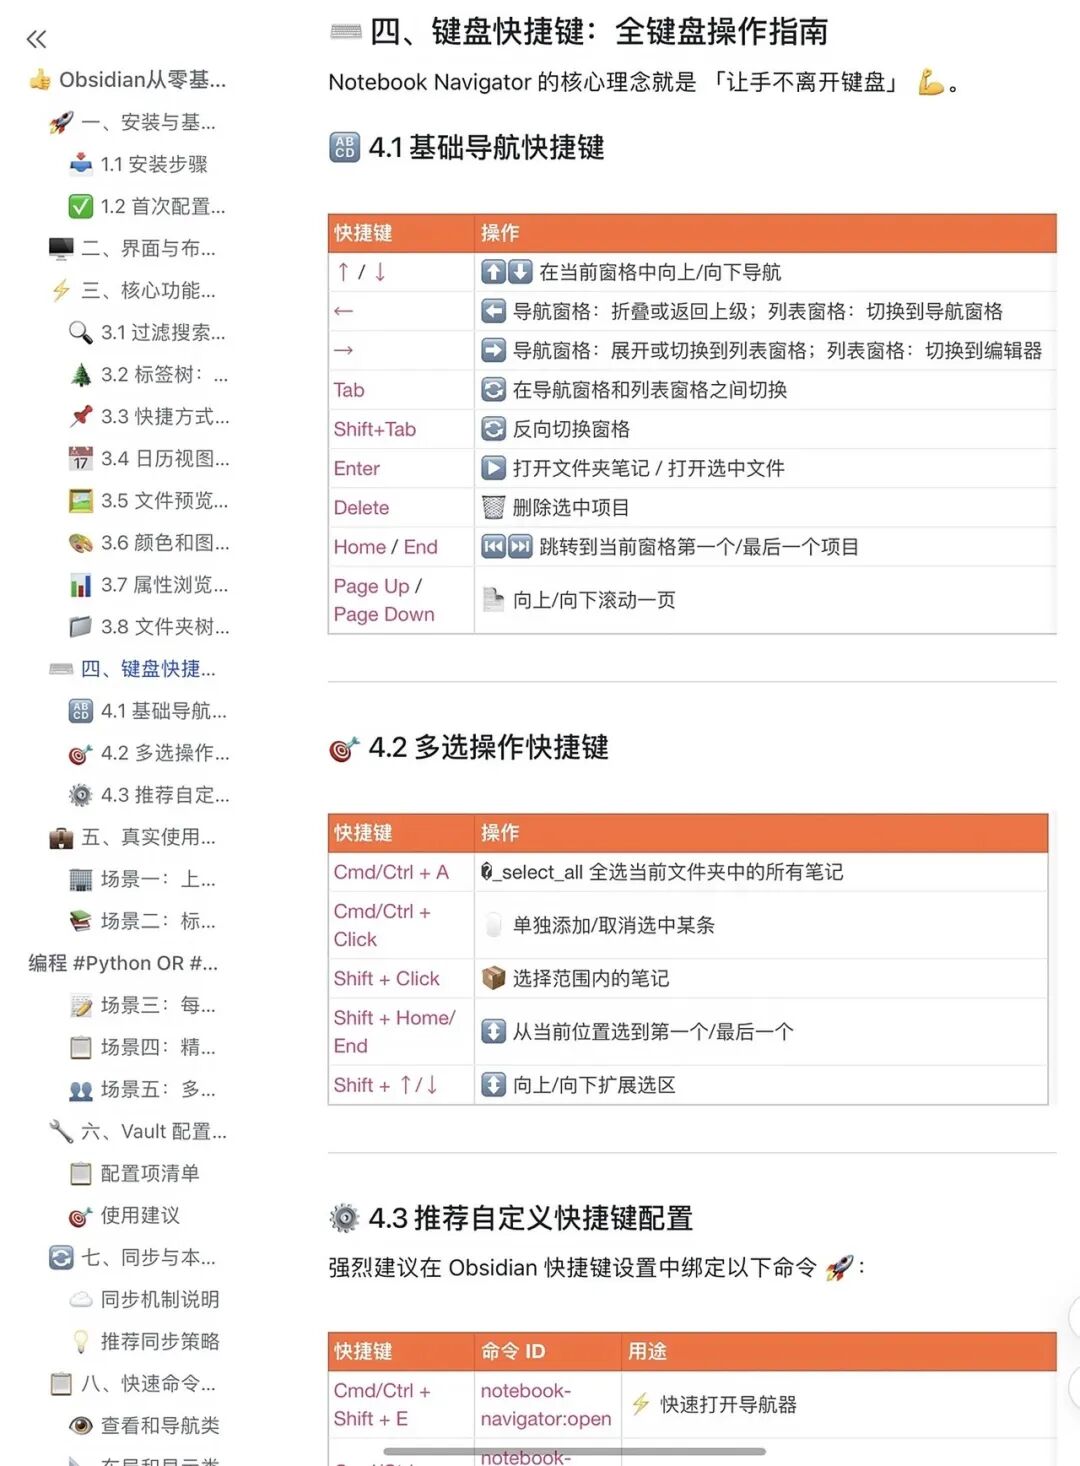 👍 Obsidian从零基...
🚀 一、安装与基...
📥 1.1 安装步骤
✅ 1.2 首次配置...
🖥️ 二、界面与布...
⚡ 三、核心功能...
🔍 3.1 过滤搜索...
🌲 3.2 标签树：...
📌 3.3 快捷方式...
📅 3.4 日历视图...
🖼️ 3.5 文件预览...
🎨 3.6 颜色和图...
📊 3.7 属性浏览...
📁 3.8 文件夹树...
⌨️ 四、键盘快捷...
🔠 4.1 基础导航...
🎯 4.2 多选操作...
⚙️ 4.3 推荐自定...
💼 五、真实使用...
🏢 场景一：上...
📚 场景二：标...
编程 #Python OR #...
📝 场景三：每...
📋 场景四：精...
👥 场景五：多...
🔧 六、Vault 配置...
📋 配置项清单
🎯 使用建议
🔄 七、同步与本...
☁️ 同步机制说明
💡 推荐同步策略
📋 八、快速命令...
👁️ 查看和导航类
⌨️ 四、键盘快捷键：全键盘操作指南
Notebook Navigator 的核心理念就是「让手不离开键盘」💪。
🔠 4.1 基础导航快捷键
快捷键 操作
↑ / ↓ ⬆️⬇️ 在当前窗格中向上/向下导航
← ⬅️ 导航窗格：折叠或返回上级；列表窗格：切换到导航窗格
→ ➡️ 导航窗格：展开或切换到列表窗格；列表窗格：切换到编辑器
Tab 🔄 在导航窗格和列表窗格之间切换
Shift+Tab 🔄 反向切换窗格
Enter ▶️ 打开文件夹笔记 / 打开选中文件
Delete 🗑️ 删除选中项目
Home / End ⏮️⏭️ 跳转到当前窗格第一个/最后一个项目
Page Up /
Page Down 📄 向上/向下滚动一页
🎯 4.2 多选操作快捷键
快捷键 操作
Cmd/Ctrl + A �_select_all 全选当前文件夹中的所有笔记
Cmd/Ctrl +
Click 单独添加/取消选中某条
Shift + Click 📦 选择范围内的笔记
Shift + Home/
End ↕️ 从当前位置选到第一个/最后一个
Shift + ↑/↓ ↕️ 向上/向下扩展选区
⚙️ 4.3 推荐自定义快捷键配置
强烈建议在 Obsidian 快捷键设置中绑定以下命令 🚀：
快捷键 命令 ID 用途
Cmd/Ctrl +
Shift + E
notebook-
navigator:open
⚡ 快速打开导航器
notebook-